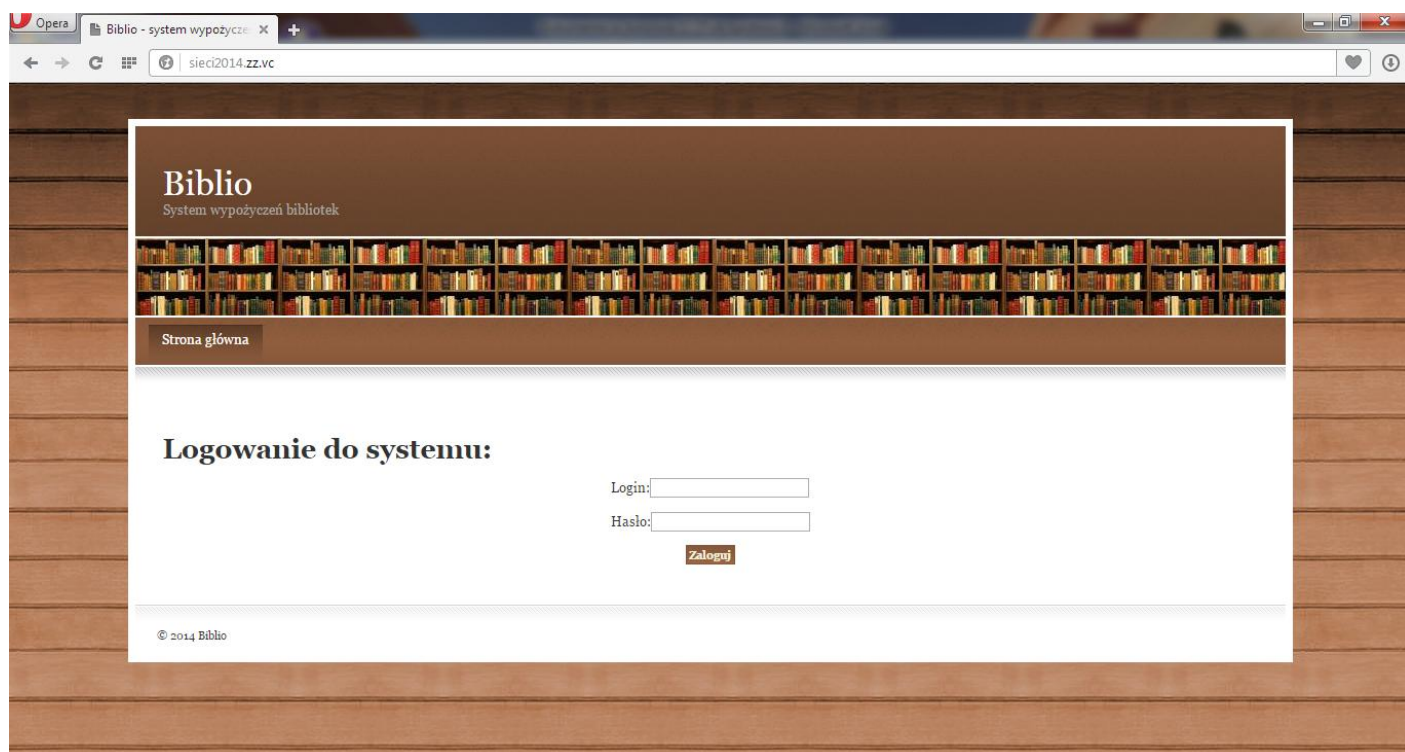 Opera
Biblio - system wypożycze
sieci2014.zz.vc
Biblio
System wypożyczeń bibliotek
Strona główna
Logowanie do systemu:
Login:
Hasło:
Zaloguj
© 2014 Biblio